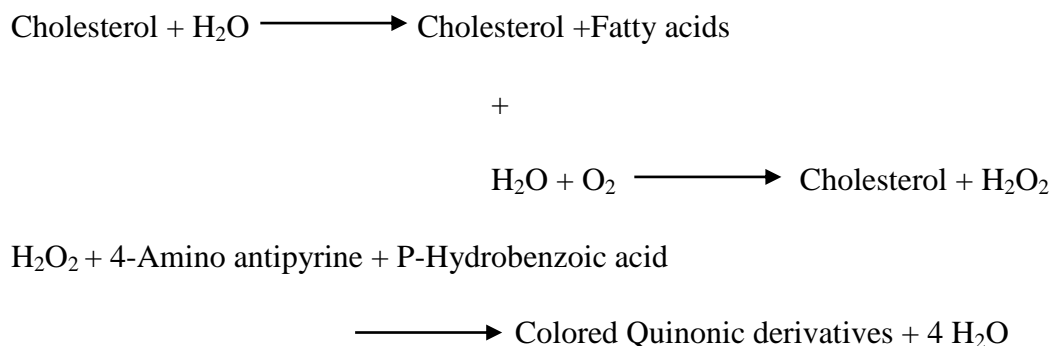 Cholesterol + H₂O ⟶ Cholesterol +Fatty acids
+
H₂O + O₂ ⟶ Cholesterol + H₂O₂
H₂O₂ + 4-Amino antipyrine + P-Hydrobenzoic acid
⟶ Colored Quinonic derivatives + 4 H₂O